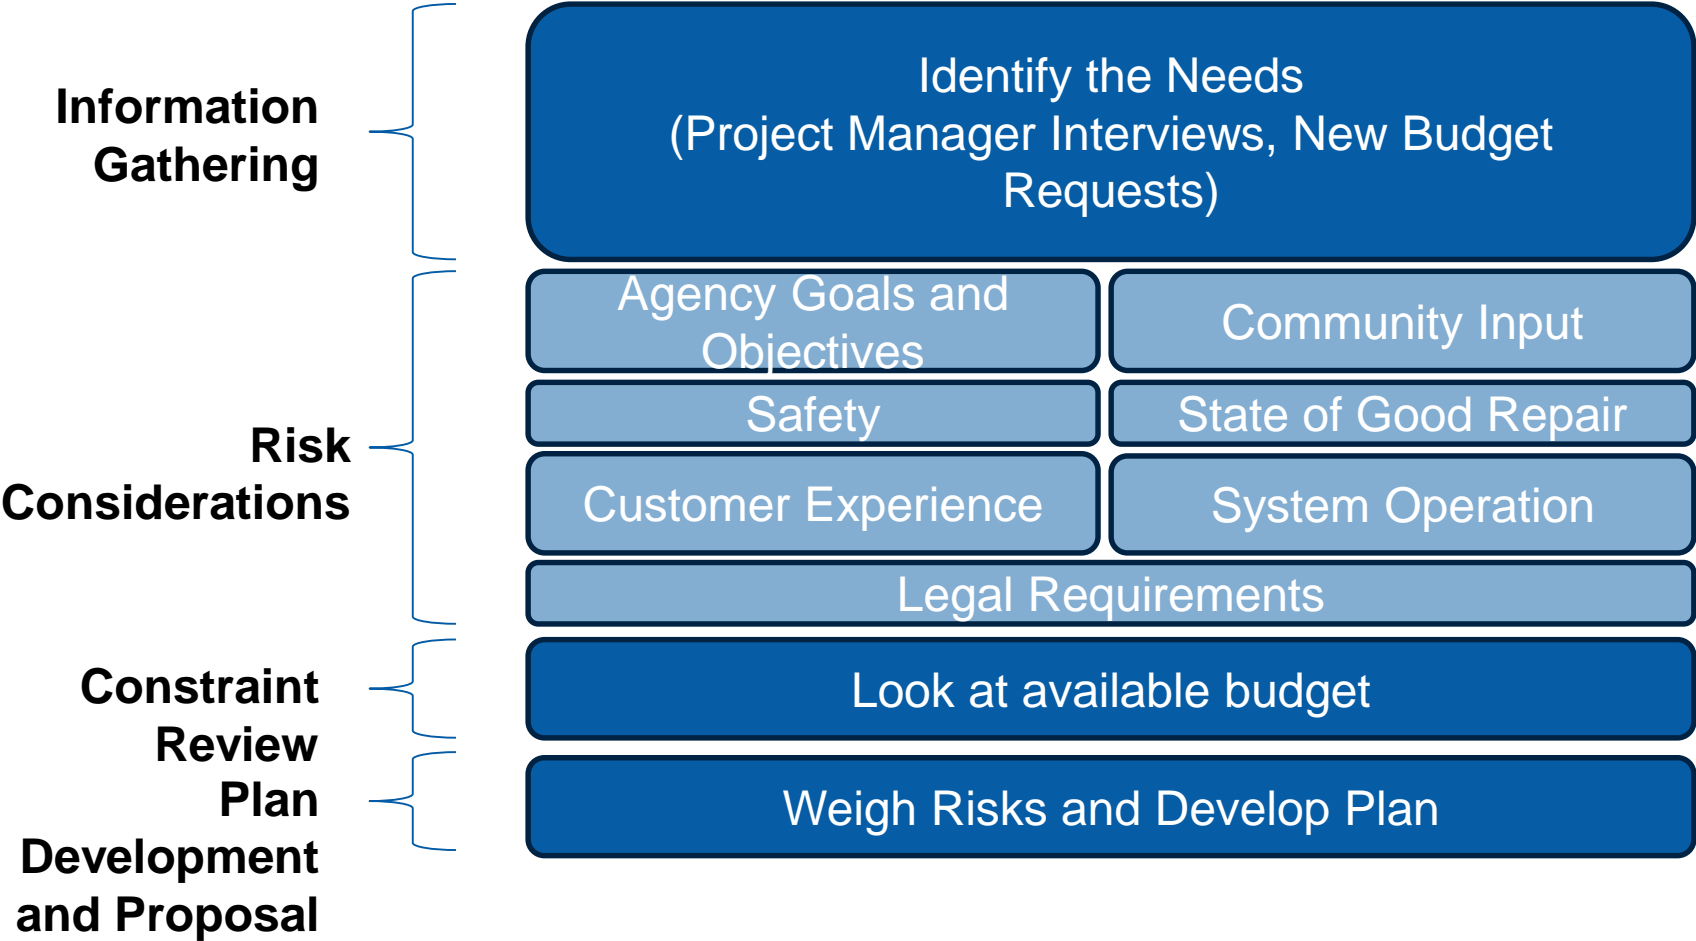 Information
Gathering
Identify the Needs
(Project Manager Interviews, New Budget
Requests)
Risk
Considerations
Agency Goals and
Objectives
Community Input
Safety
State of Good Repair
Customer Experience
System Operation
Legal Requirements
Constraint
Review
Look at available budget
Plan
Development
and Proposal
Weigh Risks and Develop Plan